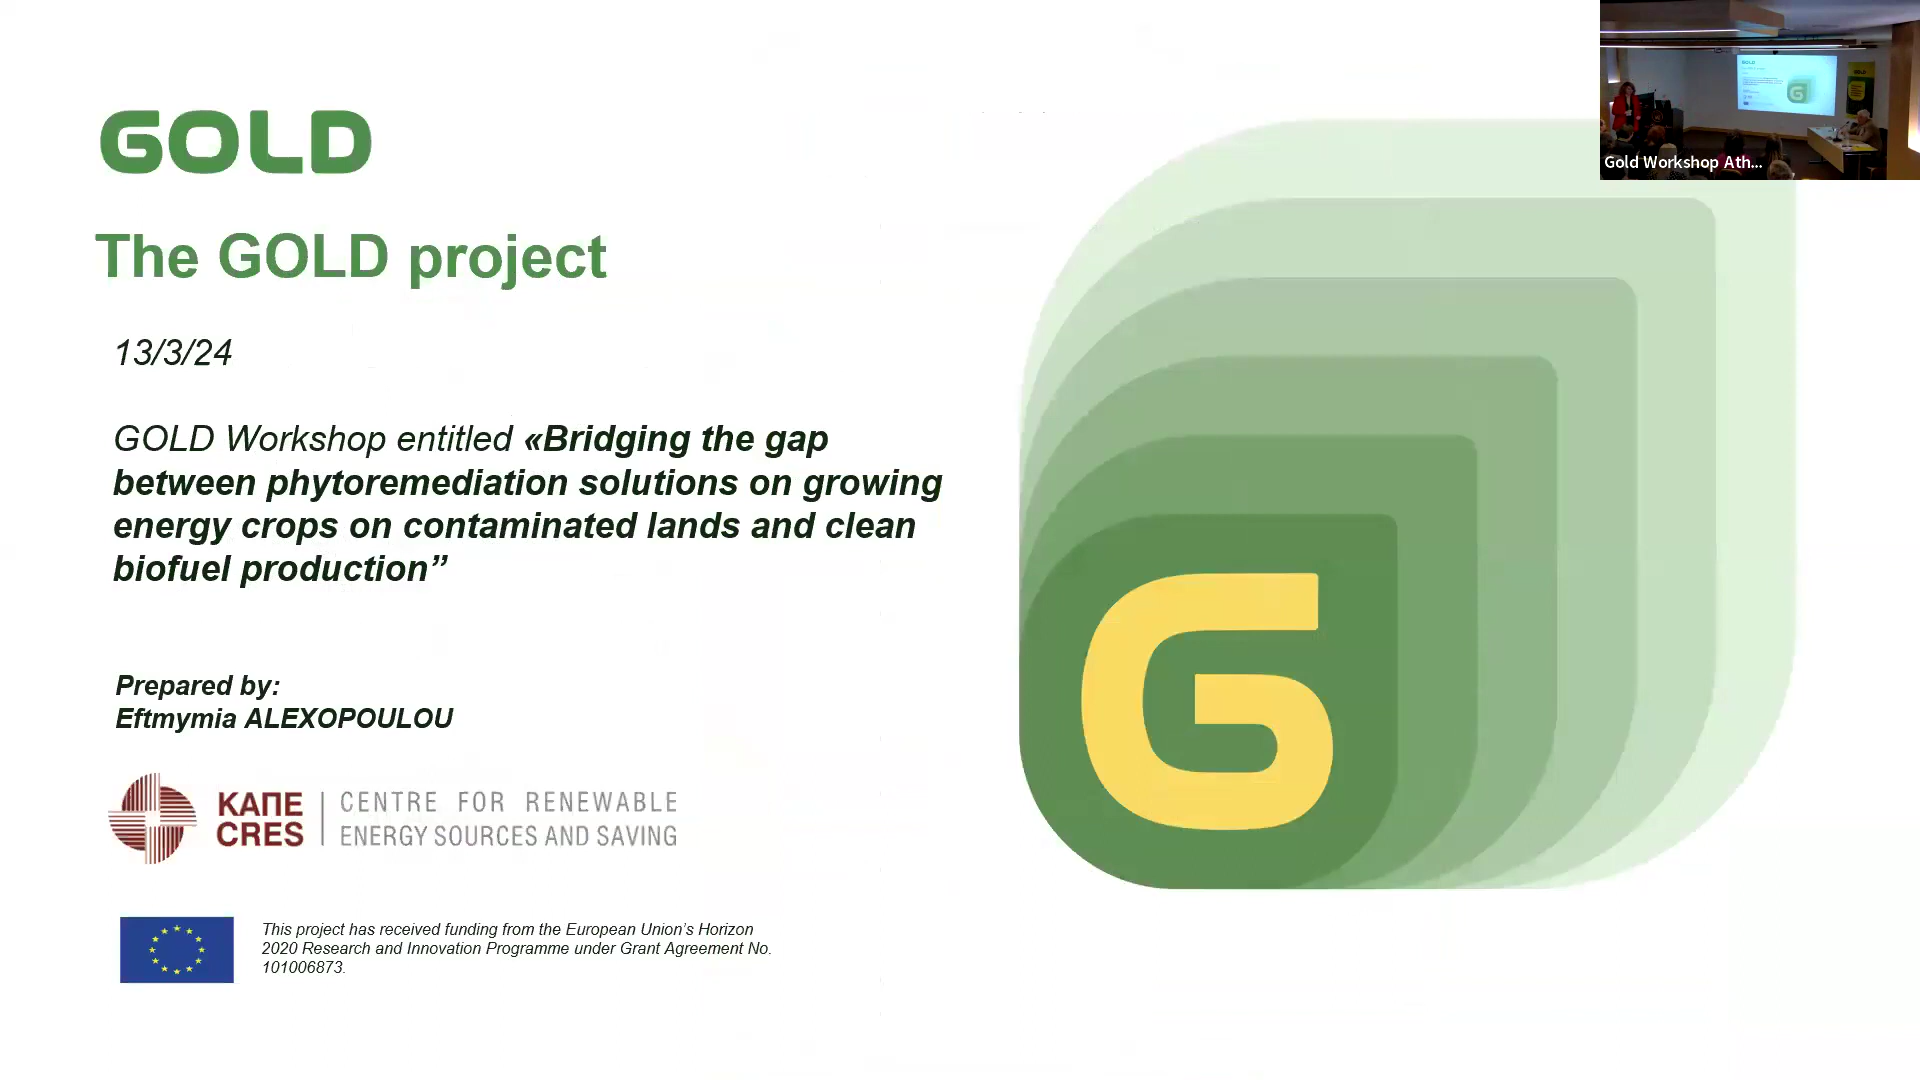 GOLD
The GOLD project
13/3/24
GOLD Workshop entitled «Bridging the gap
between phytoremediation solutions on growing
energy crops on contaminated lands and clean
biofuel production”
Prepared by:
Eftmymia ALEXOPOULOU
ΚΑΠΕ
CRES
CENTRE FOR RENEWABLE
ENERGY SOURCES AND SAVING
This project has received funding from the European Union’s Horizon
2020 Research and Innovation Programme under Grant Agreement No.
101006873.
G
Gold Workshop Ath...